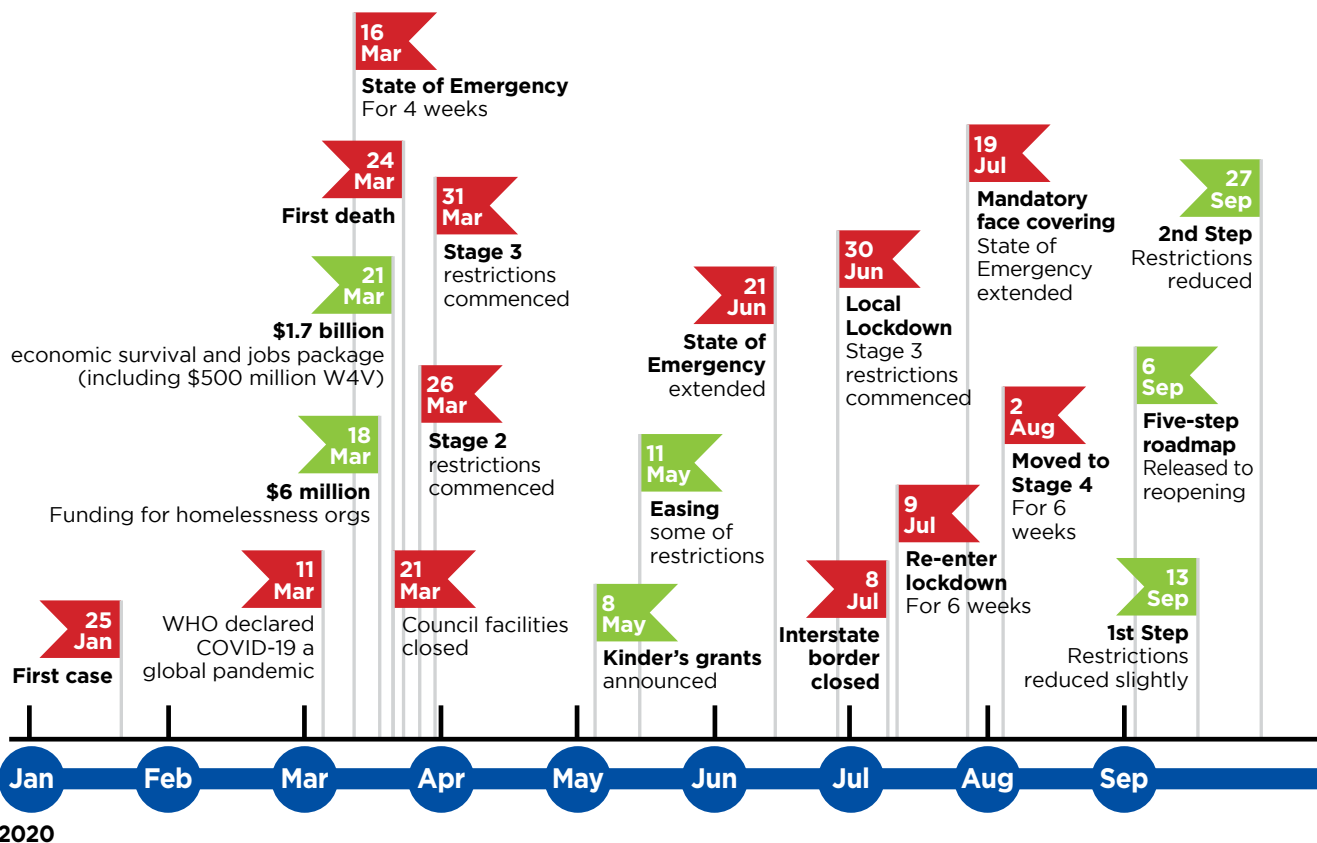 16
Mar
State of Emergency
For 4 weeks
24
Mar
First death
31
Mar
Stage 3
restrictions
commenced
21
Mar
$1.7 billion
economic survival and jobs package
(including $500 million W4V)
26
Mar
Stage 2
restrictions
commenced
18
Mar
$6 million
Funding for homelessness orgs
11
Mar
WHO declared
COVID-19 a
global pandemic
21
Mar
Council facilities
closed
25
Jan
First case
19
Jul
Mandatory
face covering
State of
Emergency
extended
27
Sep
2nd Step
Restrictions
reduced
30
Jun
Local
Lockdown
Stage 3
restrictions
commenced
21
Jun
State of
Emergency
extended
6
Sep
Five-step
roadmap
Released to
reopening
2
Aug
Moved to
Stage 4
For 6
weeks
11
May
Easing
some of
restrictions
9
Jul
Re-enter
lockdown
For 6 weeks
8
Jul
Interstate
border
closed
13
Sep
1st Step
Restrictions
reduced slightly
8
May
Kinder's grants
announced
Jan
Feb
Mar
Apr
May
Jun
Jul
Aug
Sep
2020